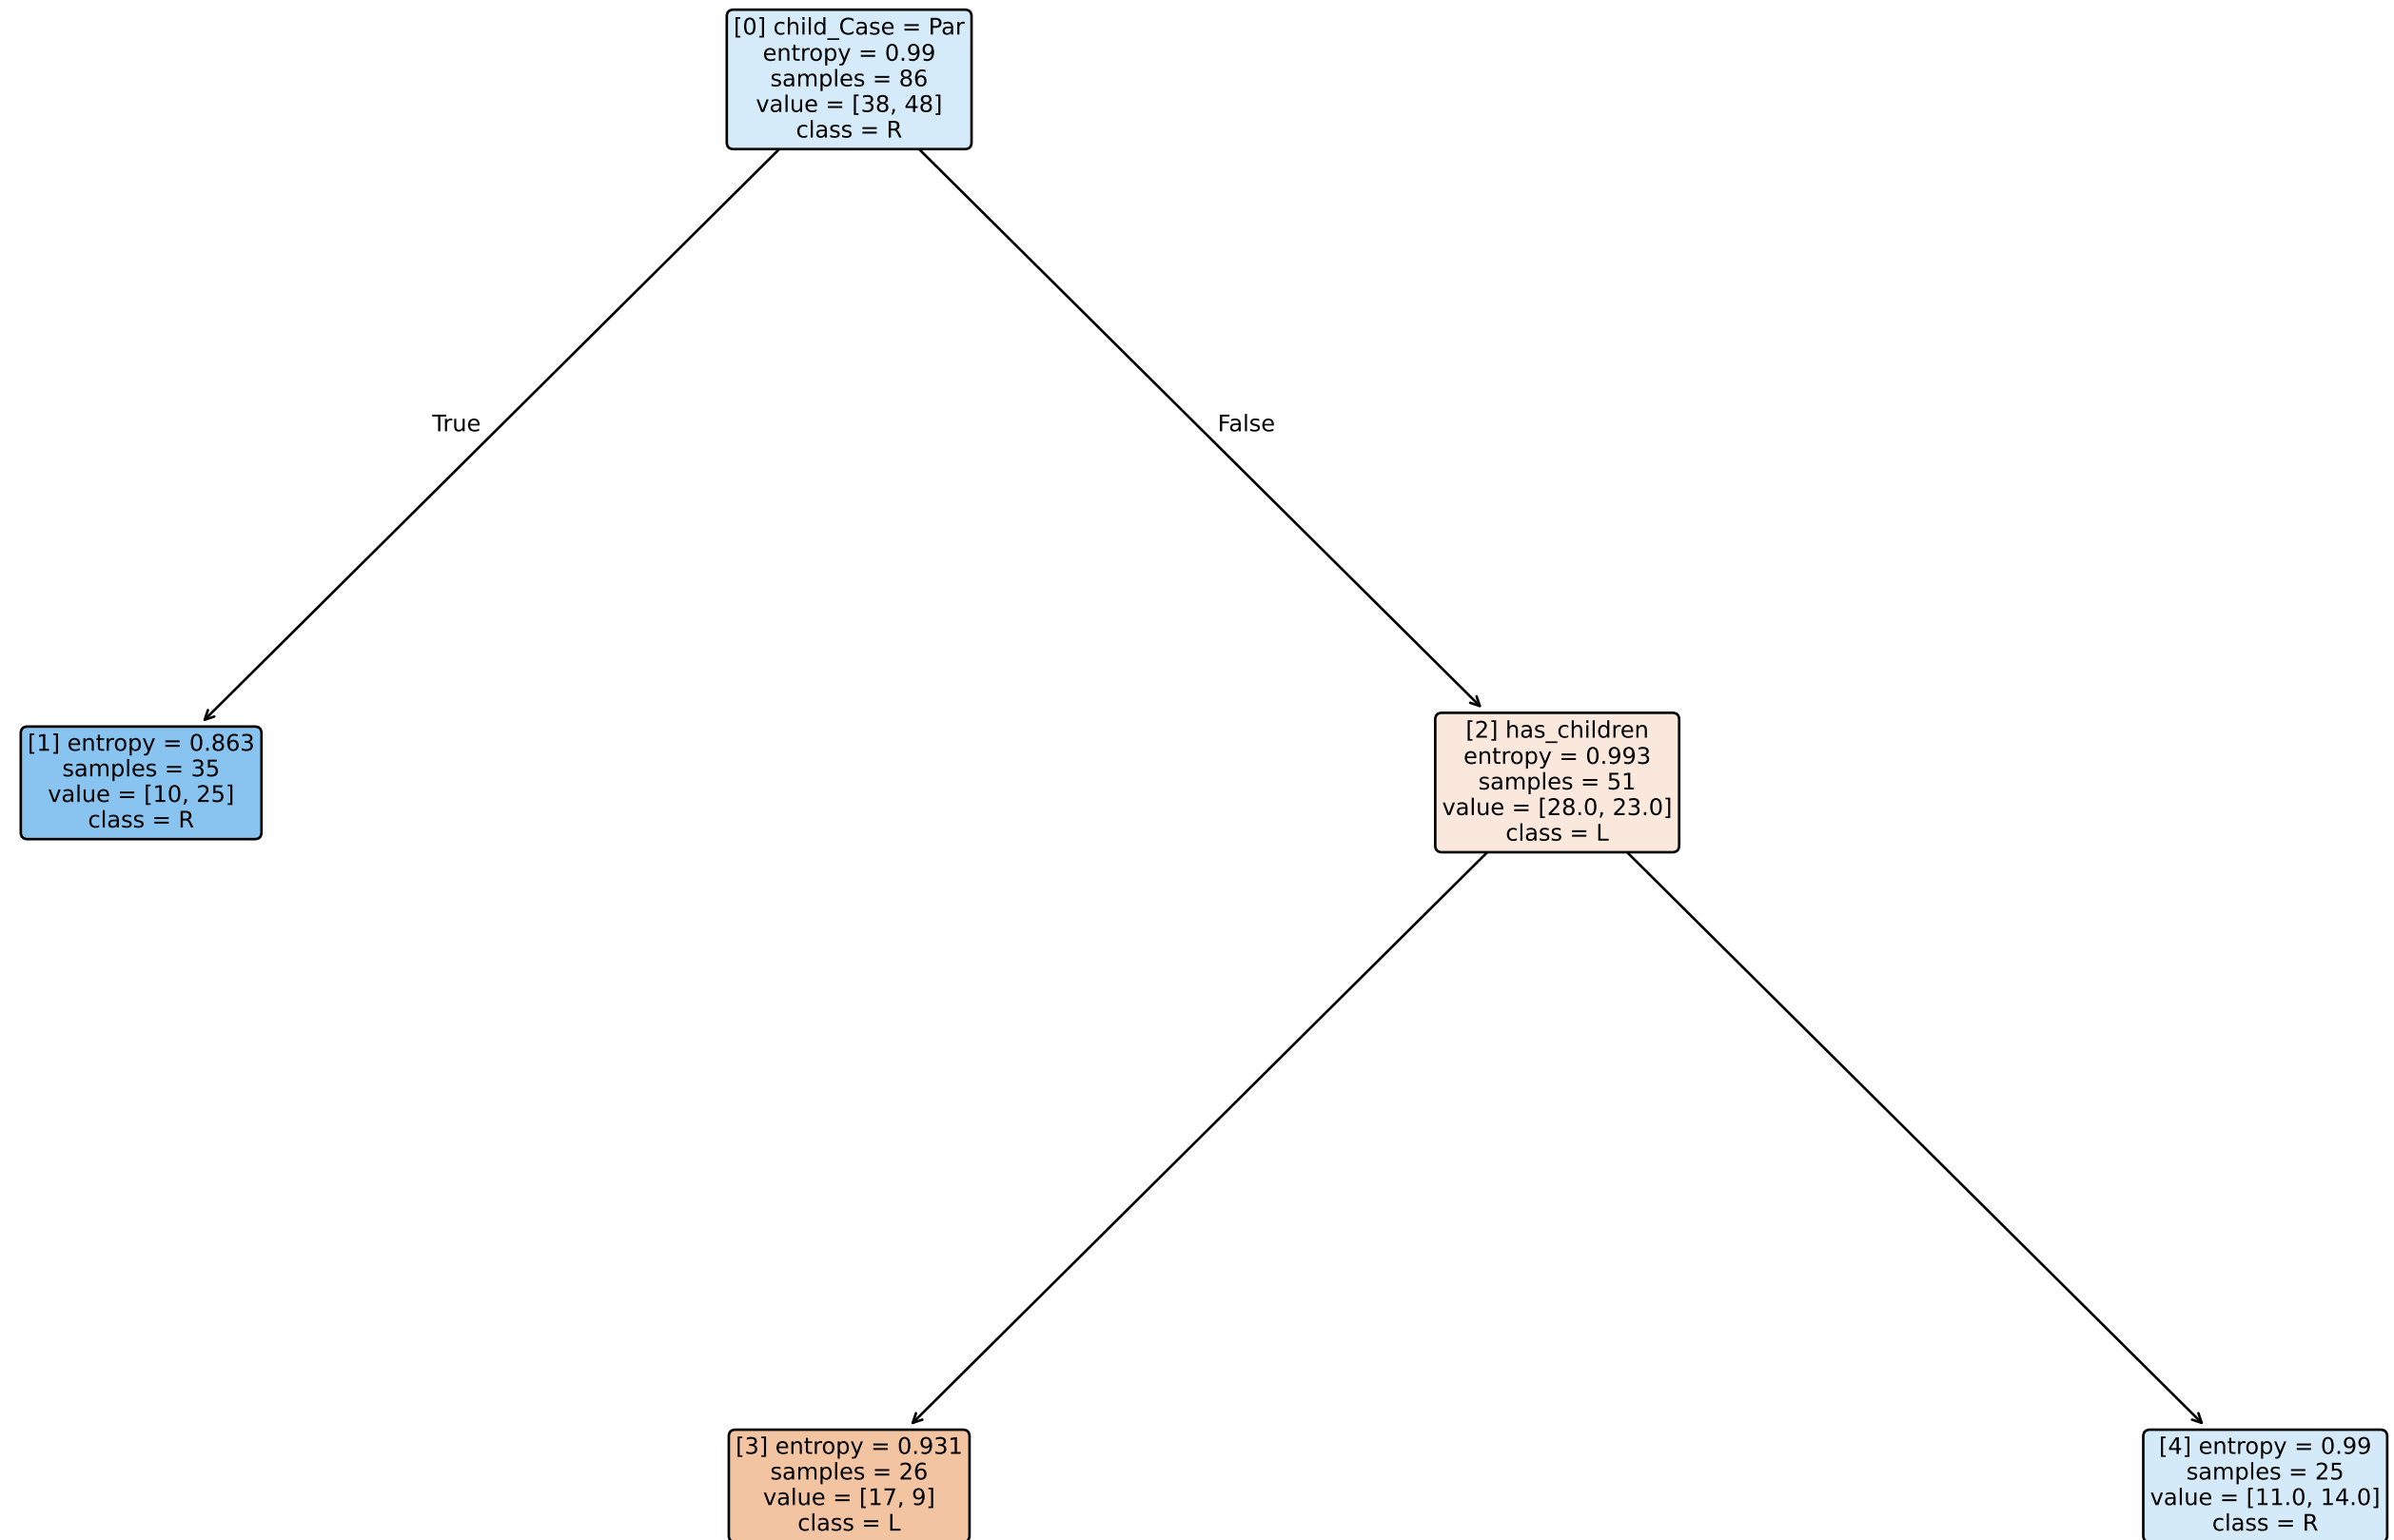 [0] child_Case = Par
entropy = 0.99
samples = 86
value = [38, 48]
class = R
True
False
[1] entropy = 0.863
samples = 35
value = [10, 25]
class = R
[2] has_children
entropy = 0.993
samples = 51
value = [28.0, 23.0]
class = L
[3] entropy = 0.931
samples = 26
value = [17, 9]
class = L
[4] entropy = 0.99
samples = 25
value = [11.0, 14.0]
class = R